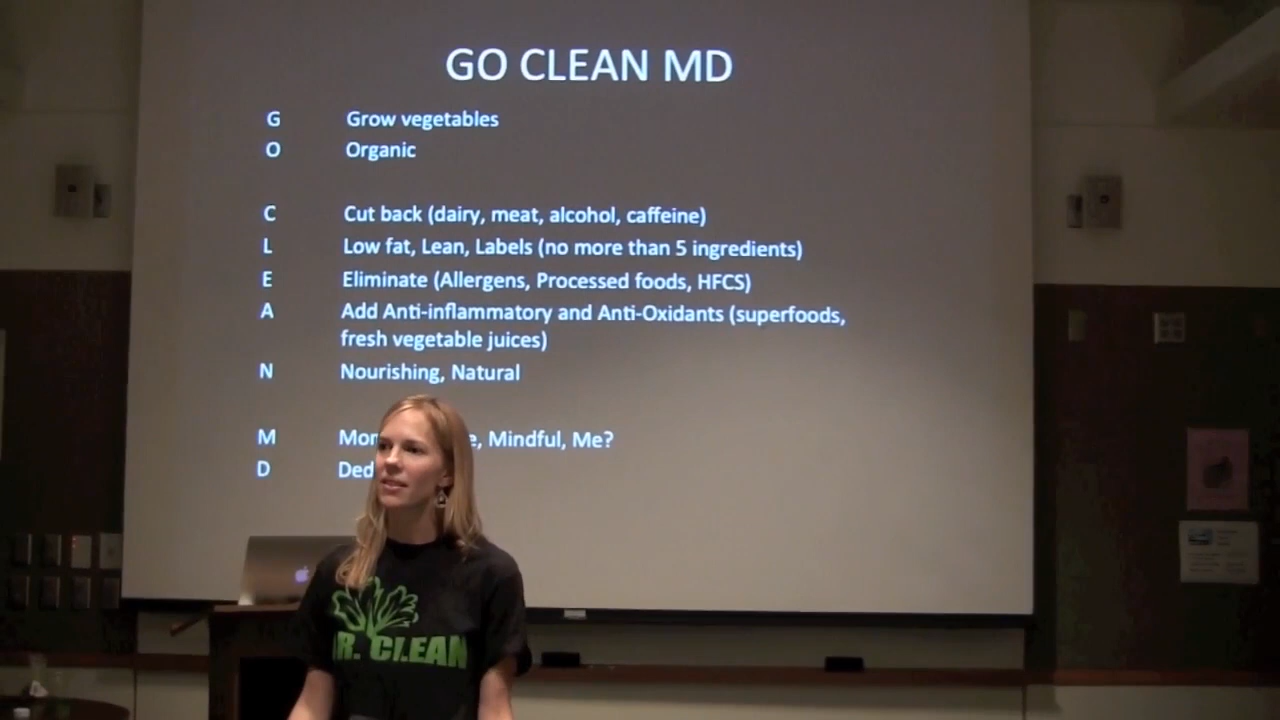 GO CLEAN MD
G Grow vegetables
O Organic
C Cut back (dairy, meat, alcohol, caffeine)
L Low fat, Lean, Labels (no more than 5 ingredients)
E Eliminate (Allergens, Processed foods, HFCS)
A Add Anti-inflammatory and Anti-Oxidants (superfoods,
fresh vegetable juices)
N Nourishing, Natural
M Mindful, Me?
D
R. CLEAN